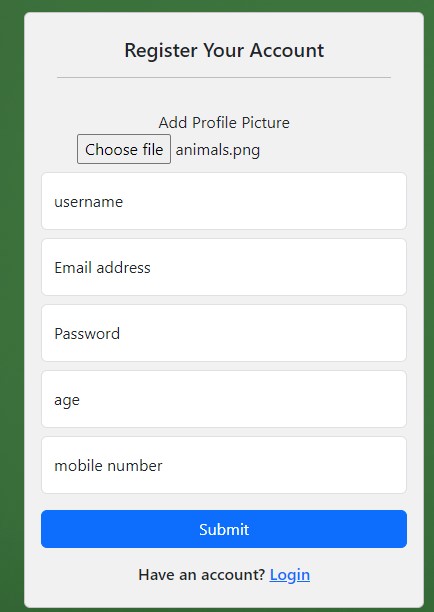 Register Your Account
Add Profile Picture
Choose file animals.png
username
Email address
Password
age
mobile number
Submit
Have an account? Login